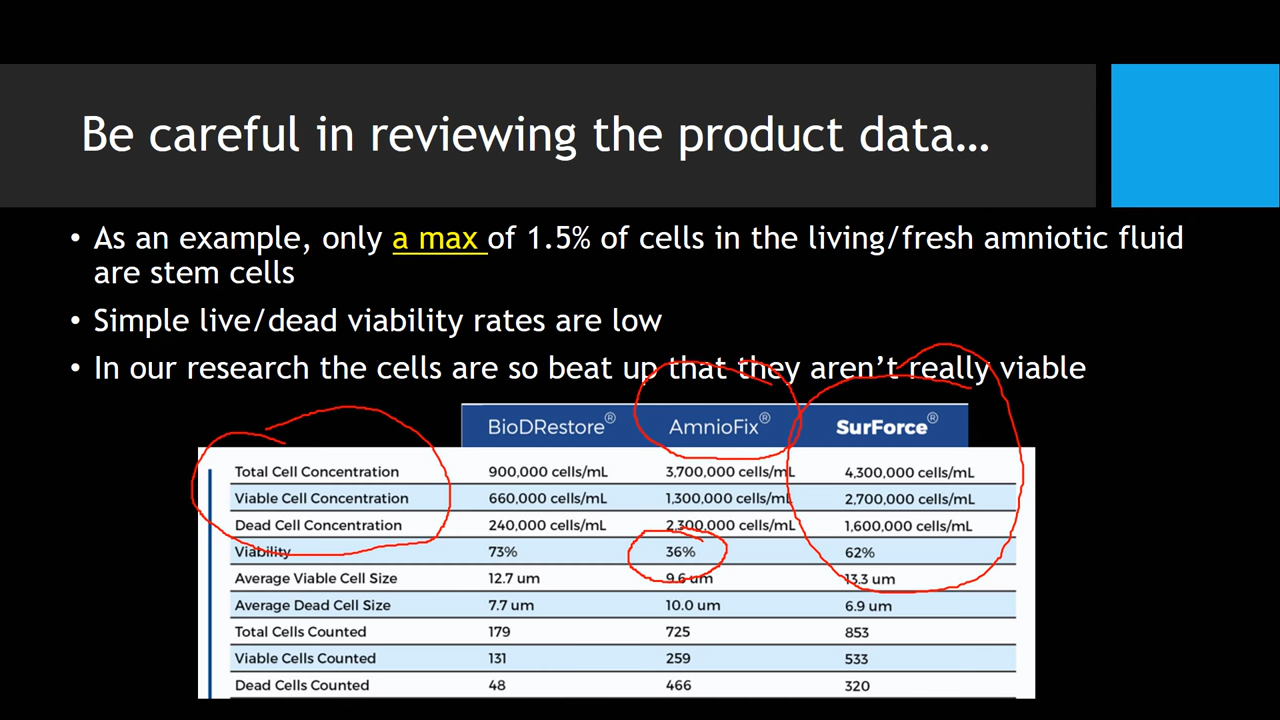 Be careful in reviewing the product data…
• As an example, only a max of 1.5% of cells in the living/fresh amniotic fluid
are stem cells
• Simple live/dead viability rates are low
• In our research the cells are so beat up that they aren’t really viable
BioDRestore® AmnioFix® SurForce®
Total Cell Concentration 900,000 cells/mL 3,700,000 cells/mL 4,300,000 cells/mL
Viable Cell Concentration 660,000 cells/mL 1,300,000 cells/mL 2,700,000 cells/mL
Dead Cell Concentration 240,000 cells/mL 2,300,000 cells/mL 1,600,000 cells/mL
Viability 73% 36% 62%
Average Viable Cell Size 12.7 um 9.6 um 13.3 um
Average Dead Cell Size 7.7 um 10.0 um 6.9 um
Total Cells Counted 179 725 853
Viable Cells Counted 131 259 533
Dead Cells Counted 48 466 320